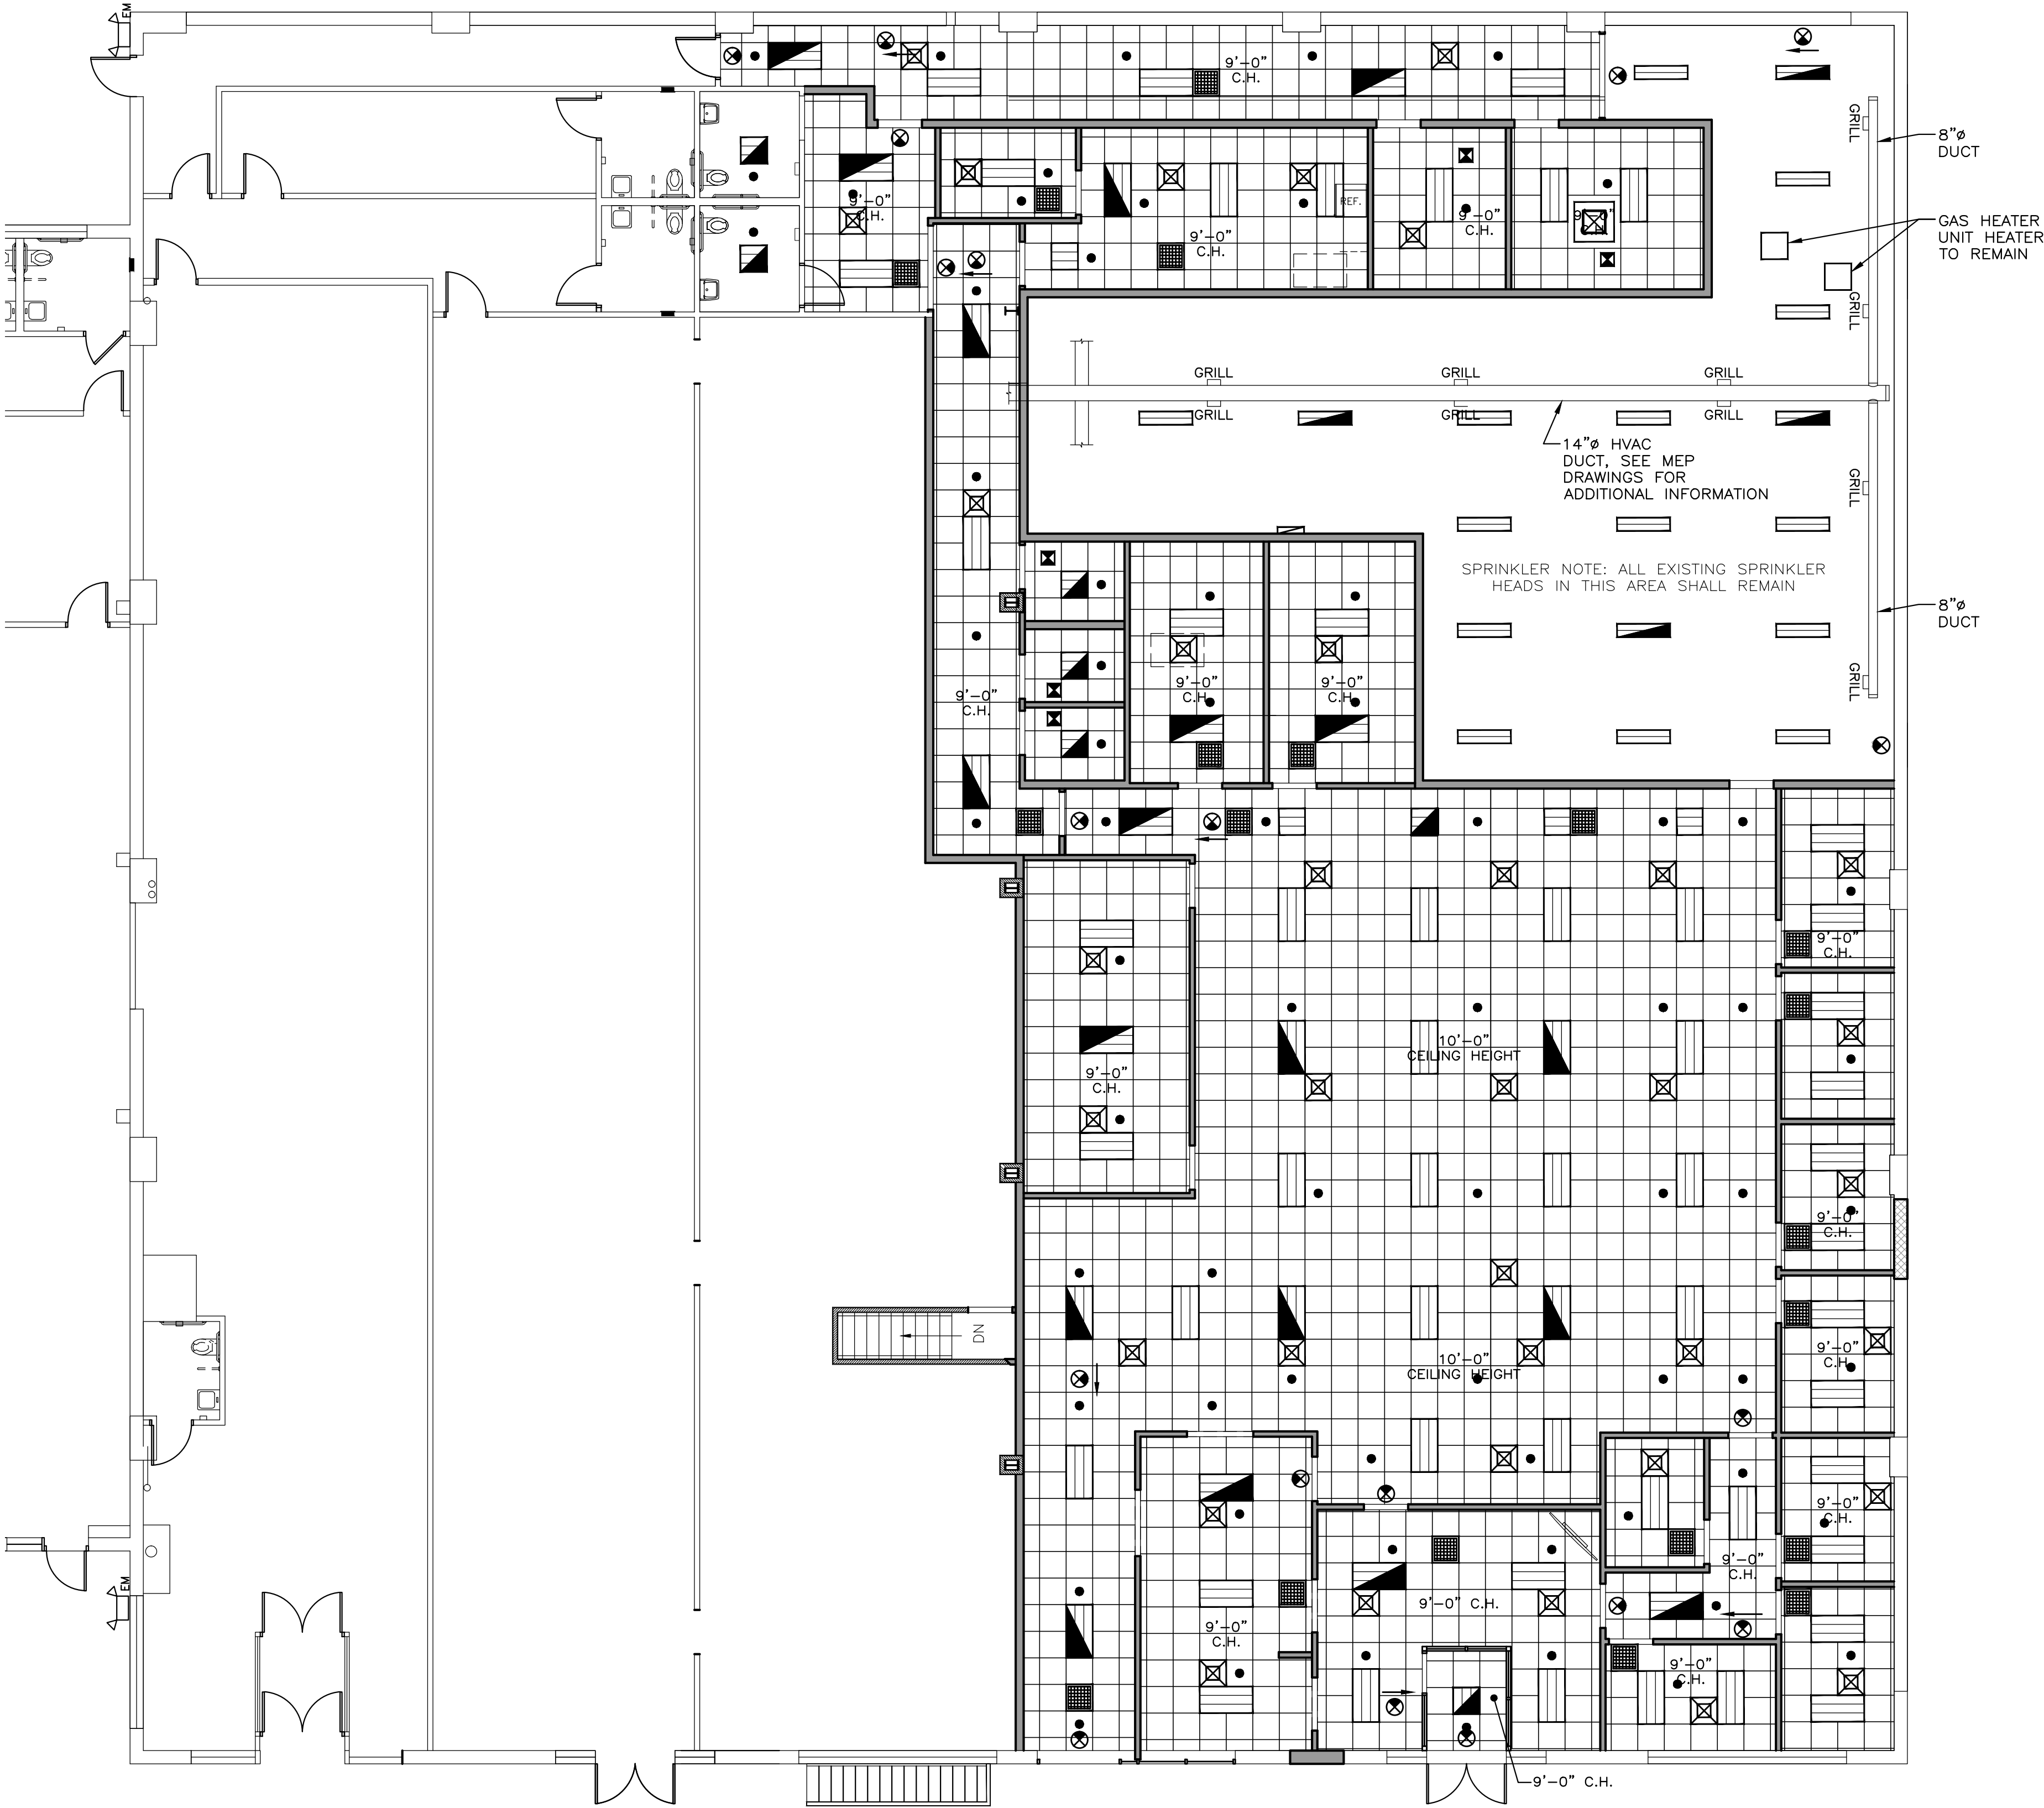 EM
9'-0"
C.H.
GRILL
8"ø
DUCT
9'-0"
C.H.
REF.
9'-0"
C.H.
9'-0"
C.H.
9'-0"
C.H.
GAS HEATER
UNIT HEATER
TO REMAIN
GRILL
GRILL
GRILL
GRILL
GRILL
GRILL
GRILL
14"ø HVAC
DUCT, SEE MEP
DRAWINGS FOR
ADDITIONAL INFORMATION
GRILL
SPRINKLER NOTE: ALL EXISTING SPRINKLER
HEADS IN THIS AREA SHALL REMAIN
8"ø
DUCT
GRILL
9'-0"
C.H.
9'-0"
C.H.
9'-0"
C.H.
9'-0"
C.H.
10'-0"
CEILING HEIGHT
9'-0"
C.H.
9'-0"
C.H.
DN
10'-0"
CEILING HEIGHT
9'-0"
C.H.
9'-0"
C.H.
EM
9'-0"
C.H.
9'-0" C.H.
9'-0"
C.H.
9'-0"
C.H.
9'-0" C.H.